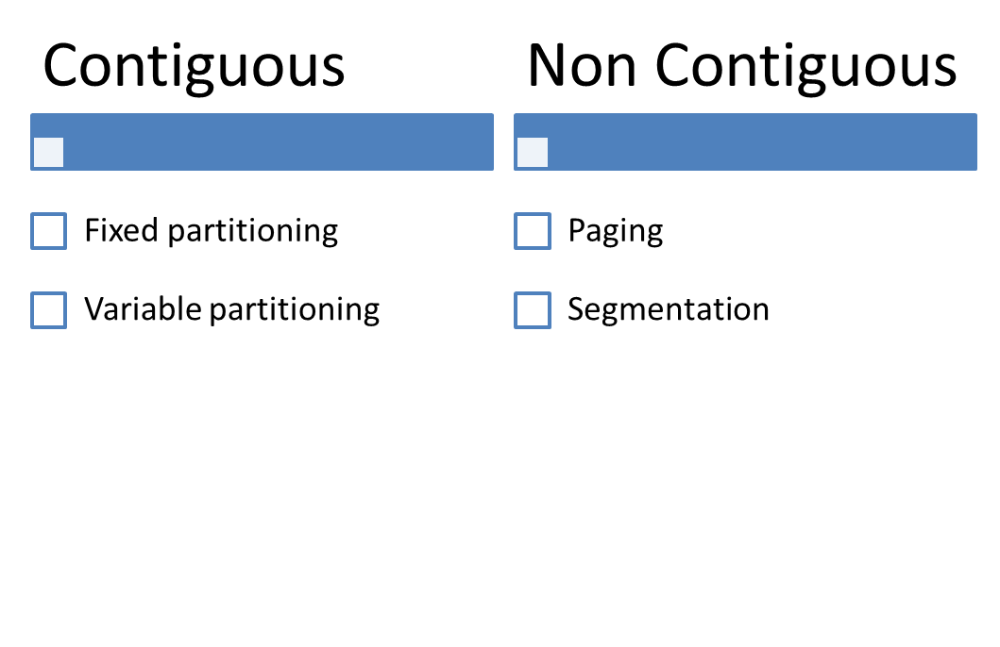 Contiguous
Fixed partitioning
Variable partitioning
Non Contiguous
Paging
Segmentation